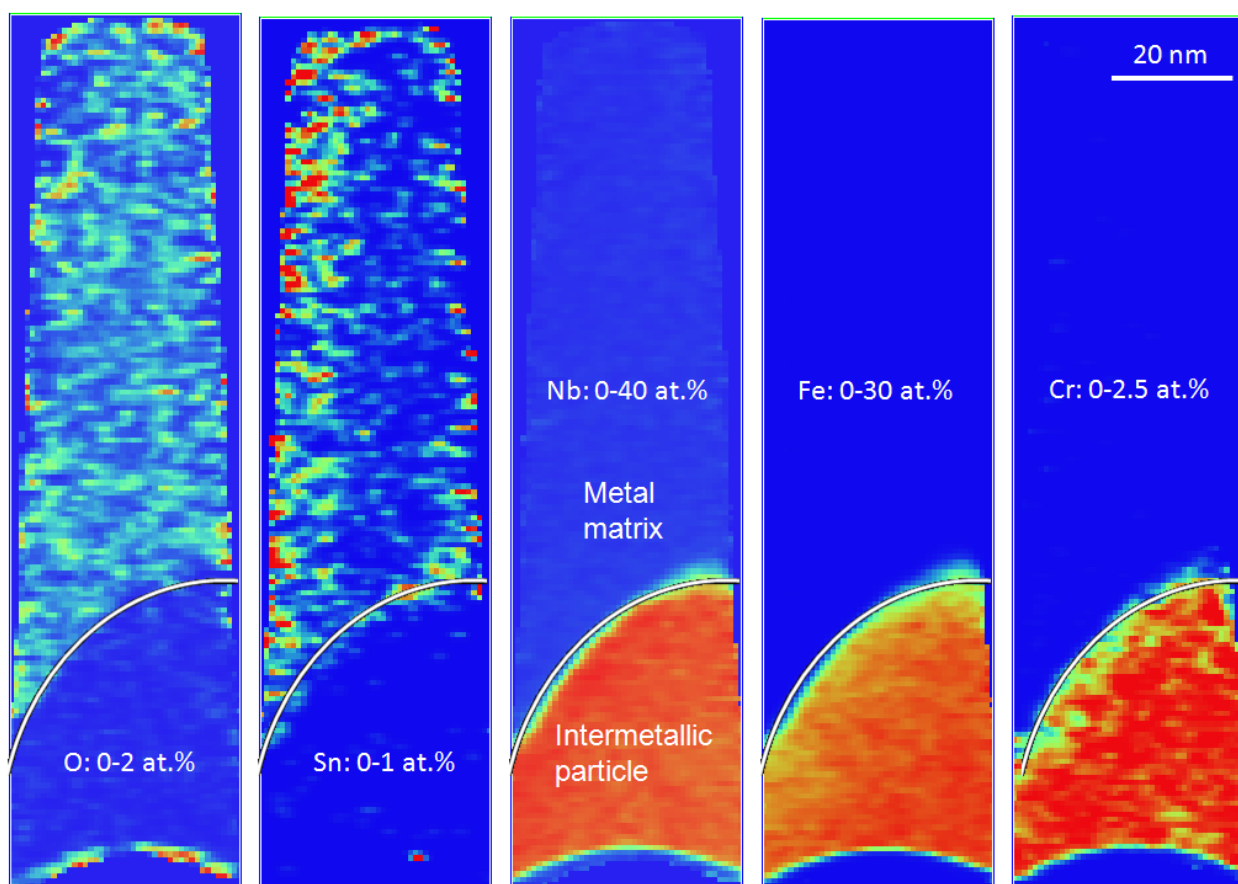 20 nm
Nb: 0-40 at.%
Fe: 0-30 at.%
Cr: 0-2.5 at.%
Metal
matrix
O: 0-2 at.%
Sn: 0-1 at.%
Intermetallic
particle